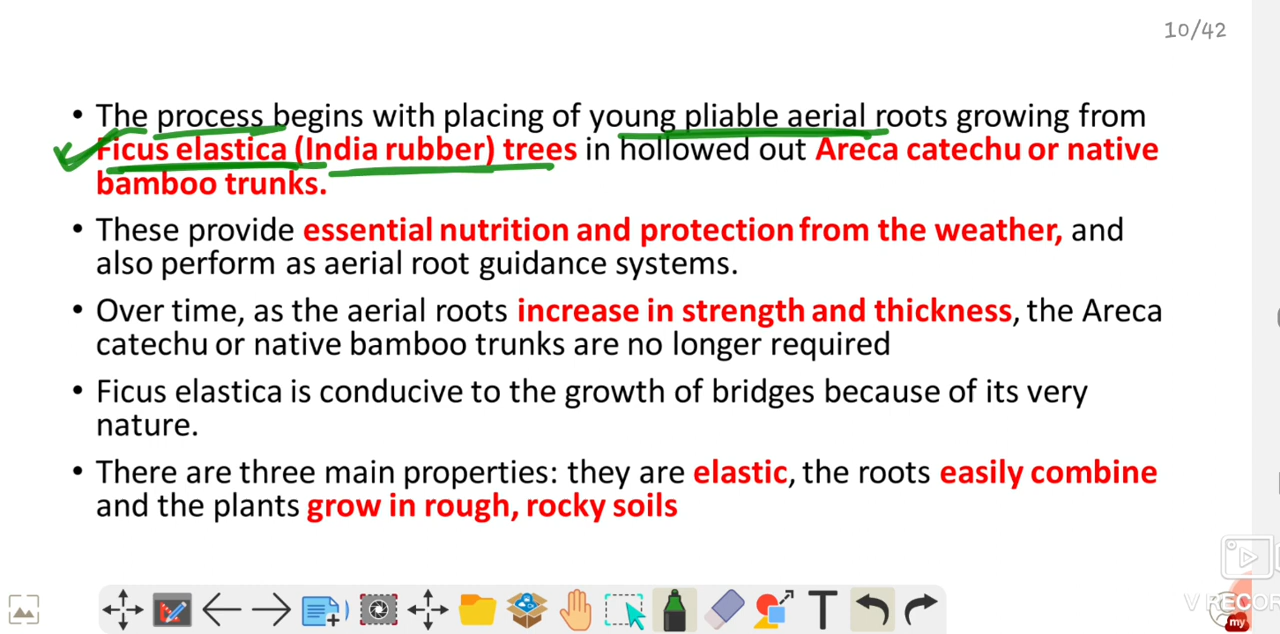 10/42
• The process begins with placing of young pliable aerial roots growing from
Ficus elastica (India rubber) trees in hollowed out Areca catechu or native
bamboo trunks.
• These provide essential nutrition and protection from the weather, and
also perform as aerial root guidance systems.
• Over time, as the aerial roots increase in strength and thickness, the Areca
catechu or native bamboo trunks are no longer required
• Ficus elastica is conducive to the growth of bridges because of its very
nature.
• There are three main properties: they are elastic, the roots easily combine
and the plants grow in rough, rocky soils
V RECOR
my